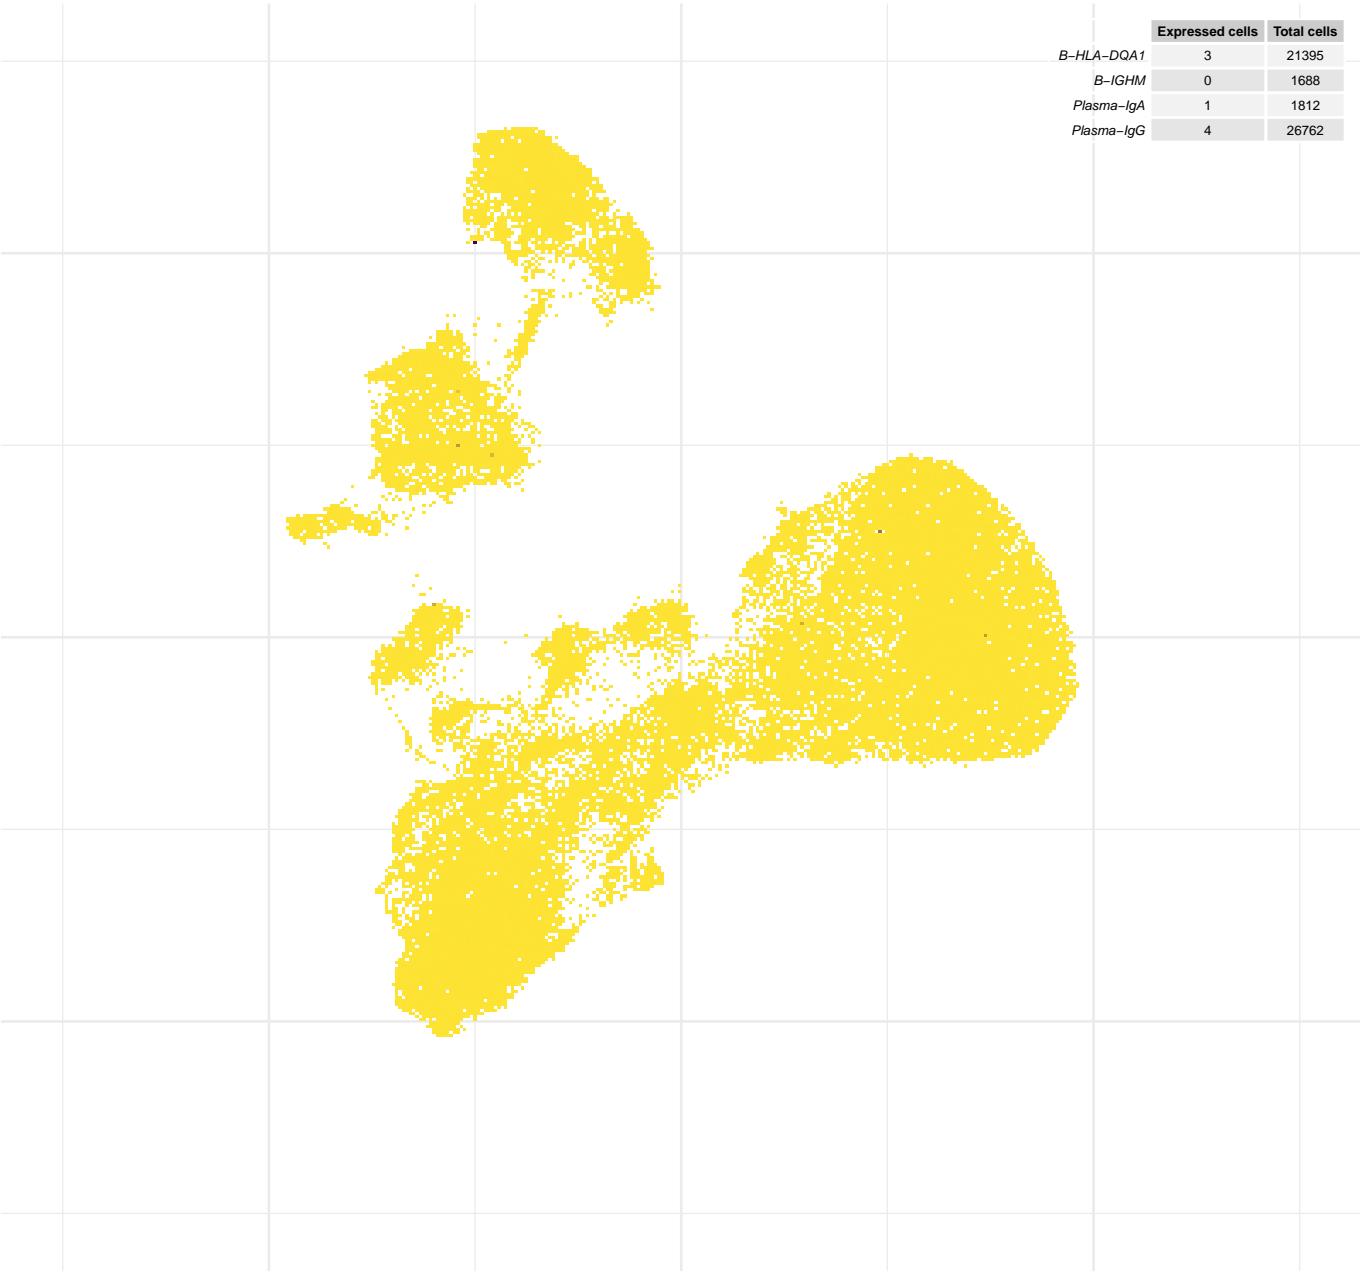 Expressed cells Total cells
B−HLA−DQA1 3 21395
B−IGHM 0 1688
Plasma−IgA 1 1812
Plasma−IgG 4 26762